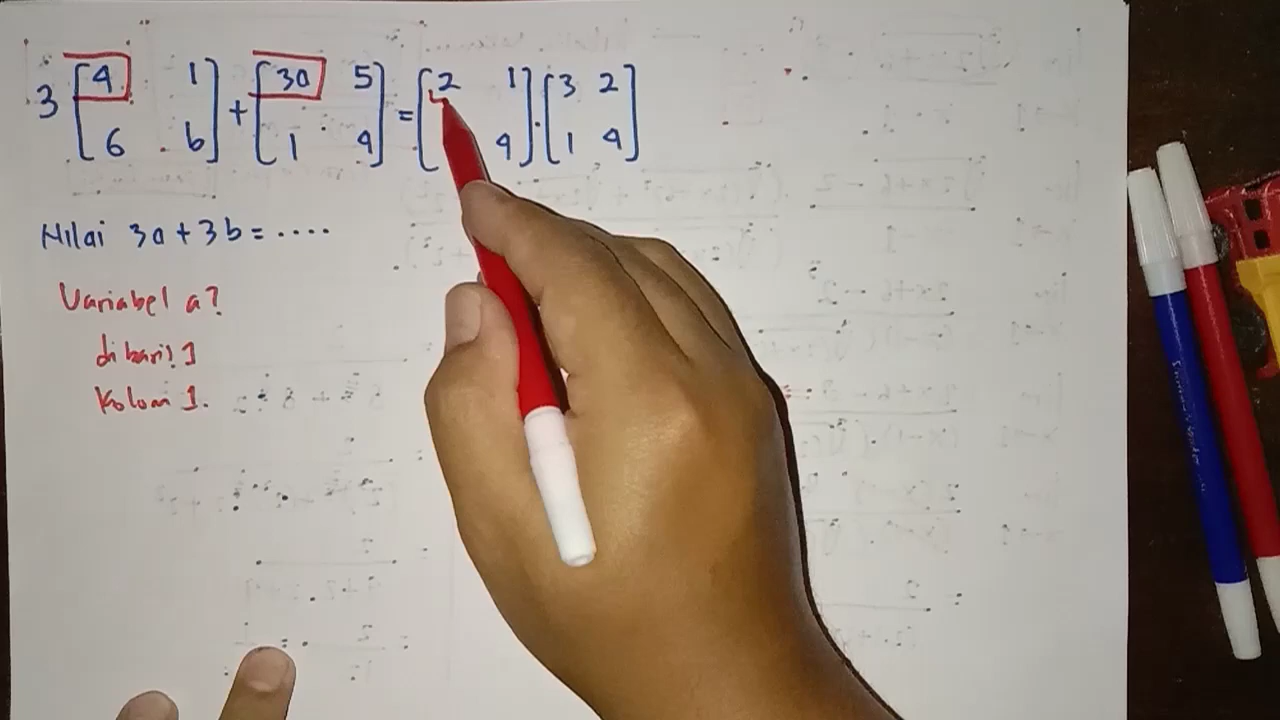 3 [4 1] + [3a 5] = [2 1] . [3 2]
[6 b] [1 4] [ 4] [1 4]
Nilai 3a + 3b = ....
Variabel a?
di baris 1
Kolom 1.